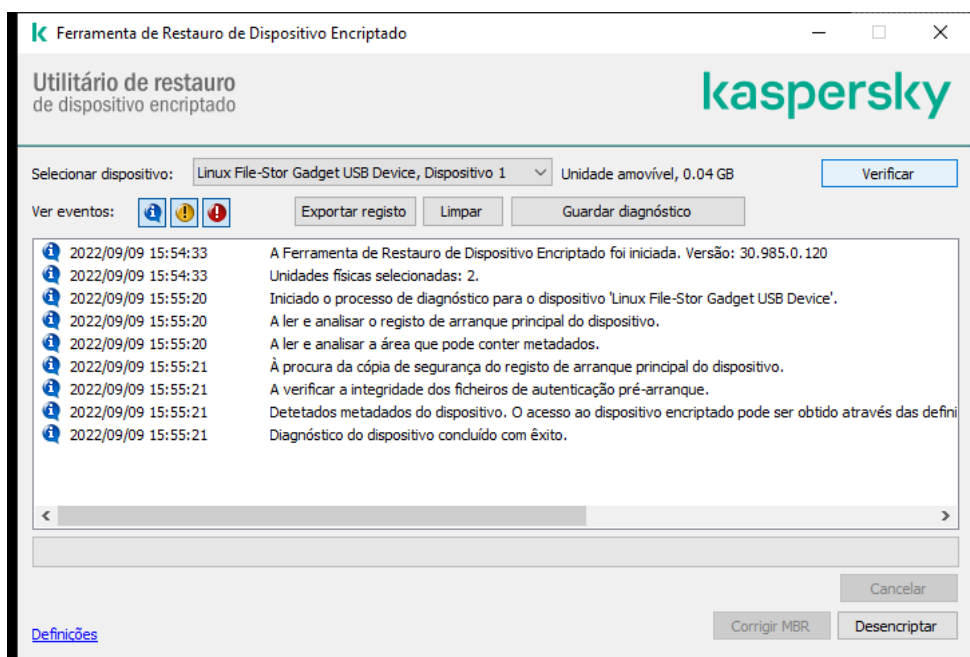 Ferramenta de Restauro de Dispositivo Encriptado
Utilitário de restauro
de dispositivo encriptado
kaspersky
Selecionar dispositivo: Linux File-Stor Gadget USB Device, Dispositivo 1 Unidade amovível, 0.04 GB Verificar
Ver eventos: Exportar registo Limpar Guardar diagnóstico
2022/09/09 15:54:33 A Ferramenta de Restauro de Dispositivo Encriptado foi iniciada. Versão: 30.985.0.120
2022/09/09 15:54:33 Unidades físicas selecionadas: 2.
2022/09/09 15:55:20 Iniciado o processo de diagnóstico para o dispositivo 'Linux File-Stor Gadget USB Device'.
2022/09/09 15:55:20 A ler e analisar o registo de arranque principal do dispositivo.
2022/09/09 15:55:20 A ler e analisar a área que pode conter metadados.
2022/09/09 15:55:21 À procura da cópia de segurança do registo de arranque principal do dispositivo.
2022/09/09 15:55:21 A verificar a integridade dos ficheiros de autenticação pré-arranque.
2022/09/09 15:55:21 Detetados metadados do dispositivo. O acesso ao dispositivo encriptado pode ser obtido através das defini
2022/09/09 15:55:21 Diagnóstico do dispositivo concluído com êxito.
Cancelar
Definições Corrigir MBR Desencriptar